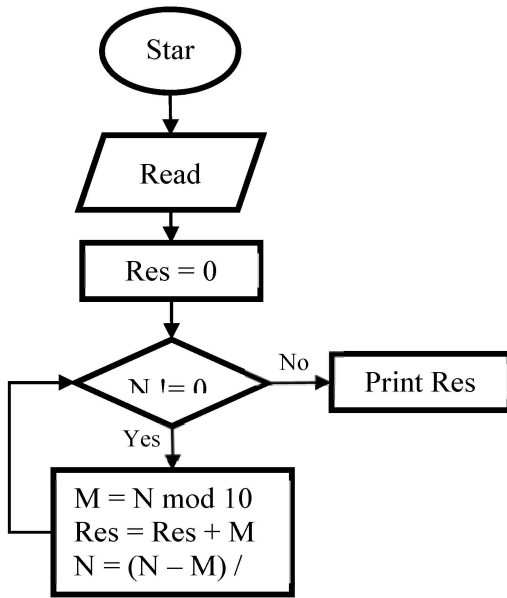 Star
Read
Res = 0
N != 0
No
Print Res
Yes
M = N mod 10
Res = Res + M
N = (N – M) /